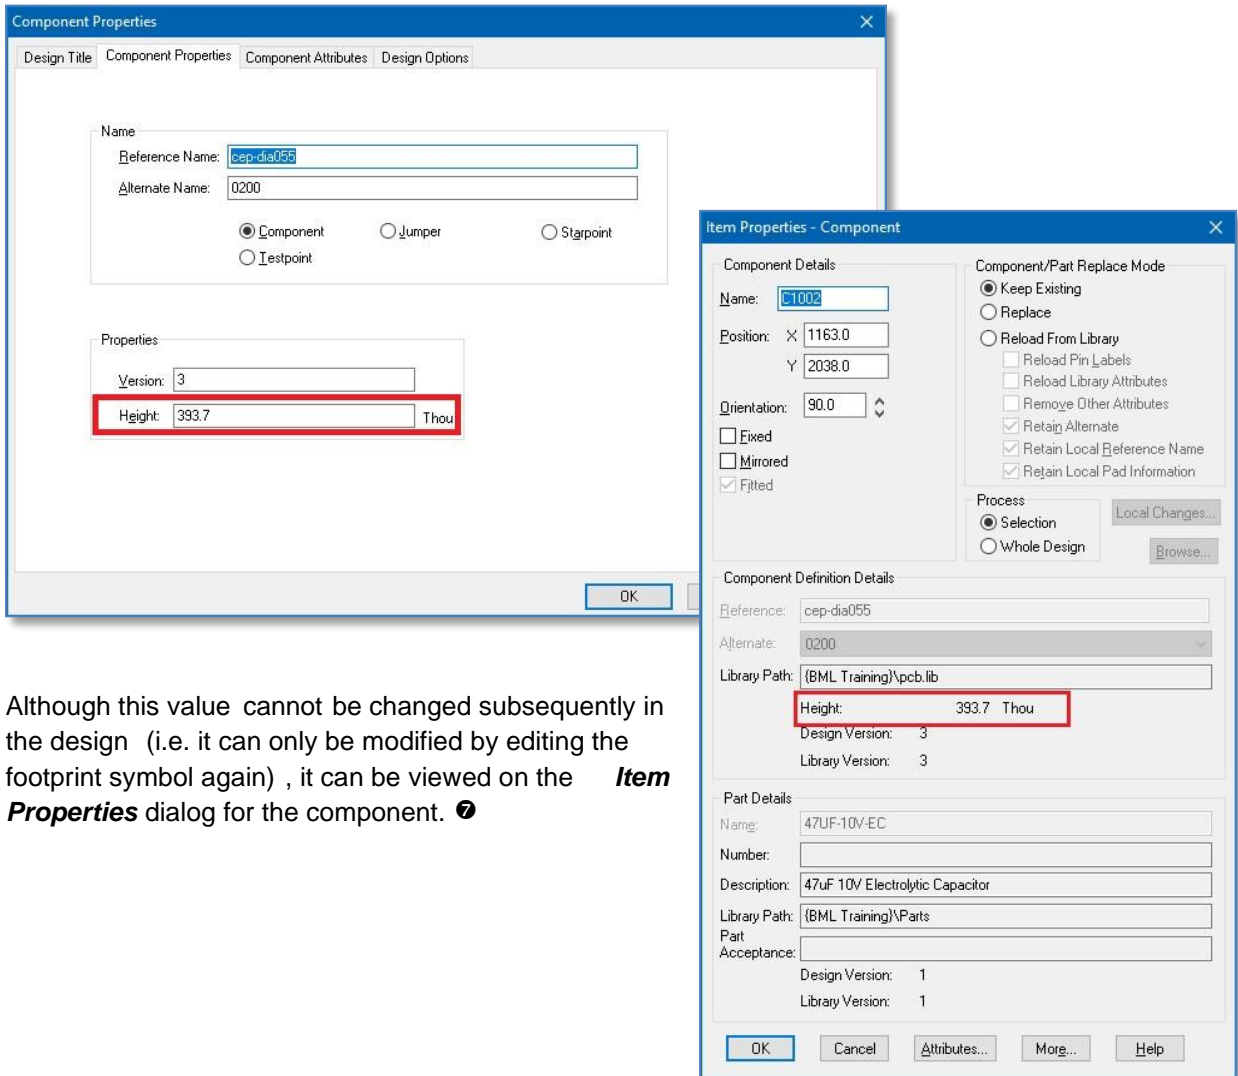 Component Properties
Design Title Component Properties Component Attributes Design Options
Name
Reference Name: cep-dia055
Alternate Name: 0200
Component Jumper Starpoint
Testpoint
Properties
Version: 3
Height: 393.7 Thou
OK
Item Properties - Component
Component Details
Name: C1002
Position: X 1163.0
Y 2038.0
Orientation: 90.0
Fixed
Mirrored
Fitted
Component/Part Replace Mode
Keep Existing
Replace
Reload From Library
Reload Pin Labels
Reload Library Attributes
Remove Other Attributes
Retain Alternate
Retain Local Reference Name
Retain Local Pad Information
Process
Selection
Whole Design
Local Changes...
Browse...
Component Definition Details
Reference: cep-dia055
Alternate: 0200
Library Path: {BML Training}\pcb.lib
Height: 393.7 Thou
Design Version: 3
Library Version: 3
Part Details
Name: 47UF-10V-EC
Number:
Description: 47uF 10V Electrolytic Capacitor
Library Path: {BML Training}\Parts
Part
Acceptance:
Design Version: 1
Library Version: 1
OK Cancel Attributes... More... Help
Although this value cannot be changed subsequently in
the design (i.e. it can only be modified by editing the
footprint symbol again) , it can be viewed on the Item
Properties dialog for the component. ❼